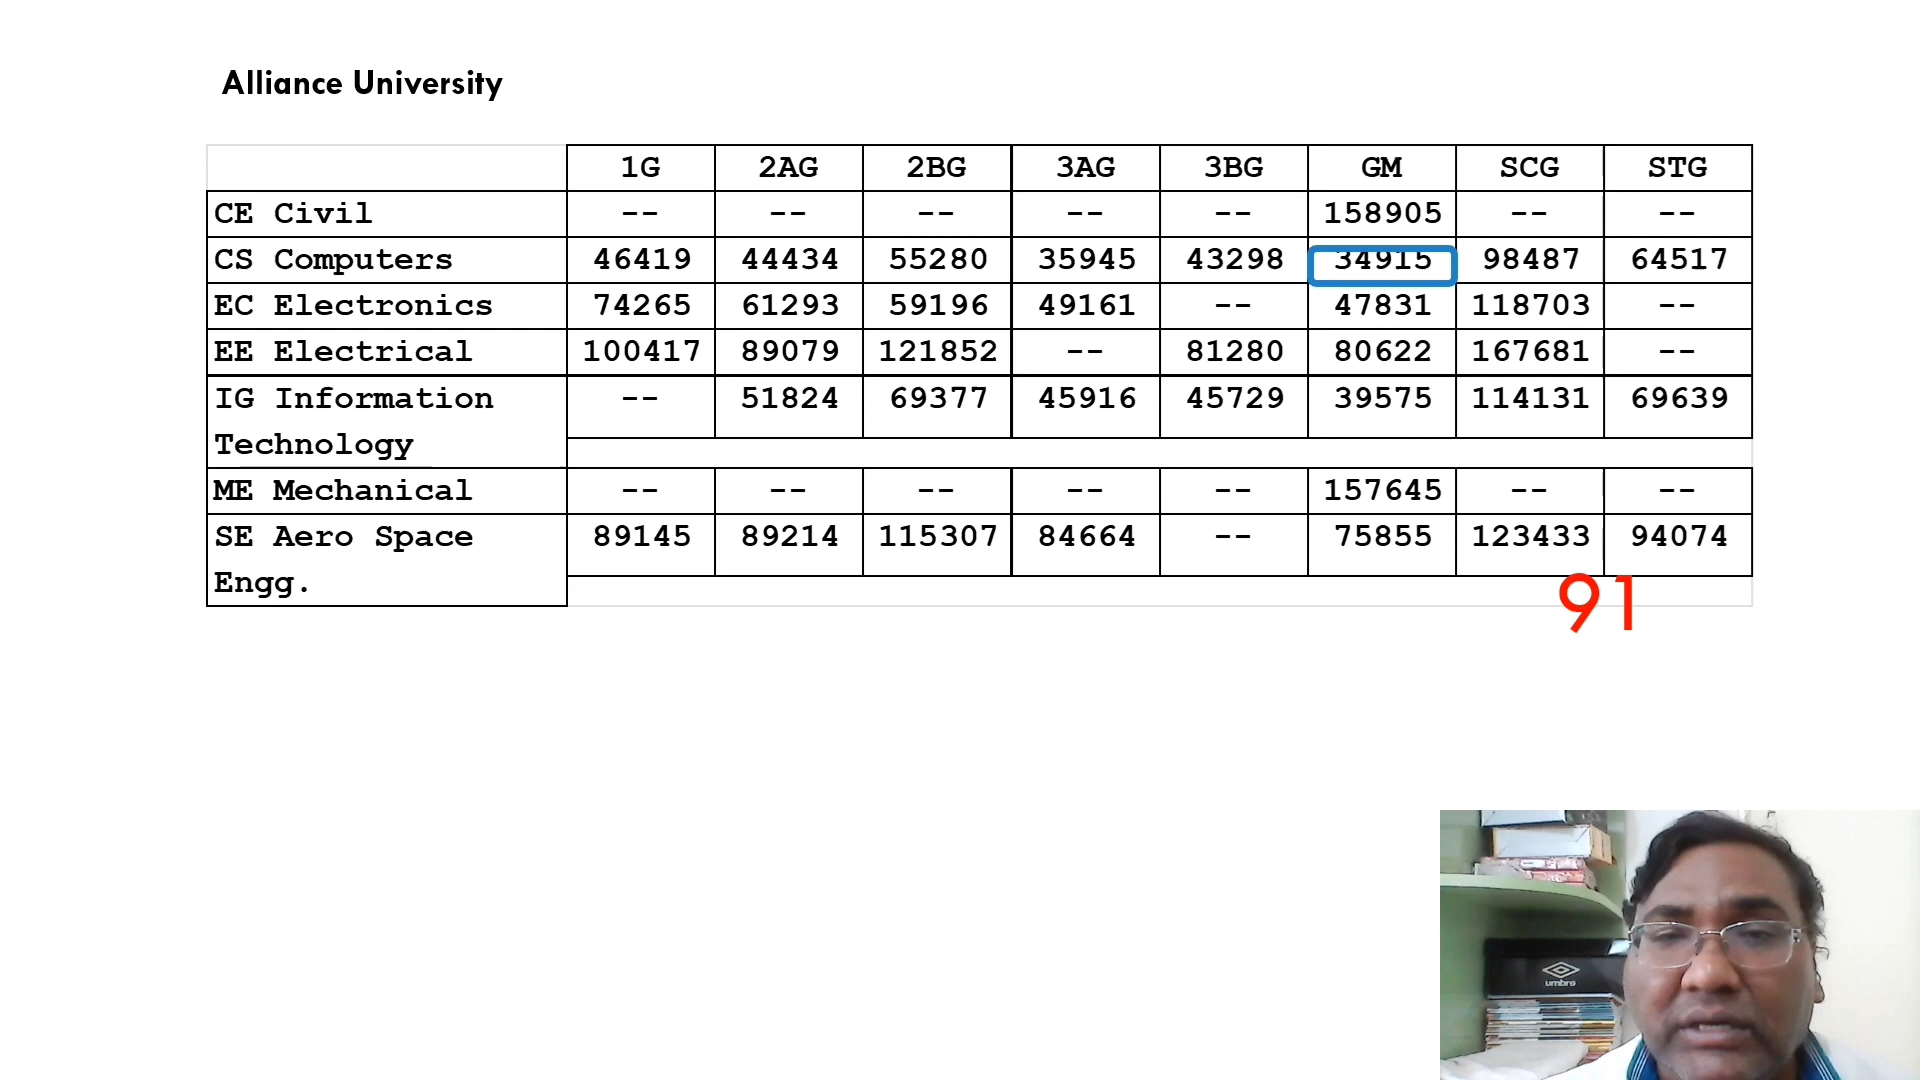 Alliance University
1G 2AG 2BG 3AG 3BG GM SCG STG
CE Civil -- -- -- -- -- 158905 -- --
CS Computers 46419 44434 55280 35945 43298 34915 98487 64517
EC Electronics 74265 61293 59196 49161 -- 47831 118703 --
EE Electrical 100417 89079 121852 -- 81280 80622 167681 --
IG Information -- 51824 69377 45916 45729 39575 114131 69639
Technology
ME Mechanical -- -- -- -- -- 157645 -- --
SE Aero Space 89145 89214 115307 84664 -- 75855 123433 94074
Engg.
91
umbro